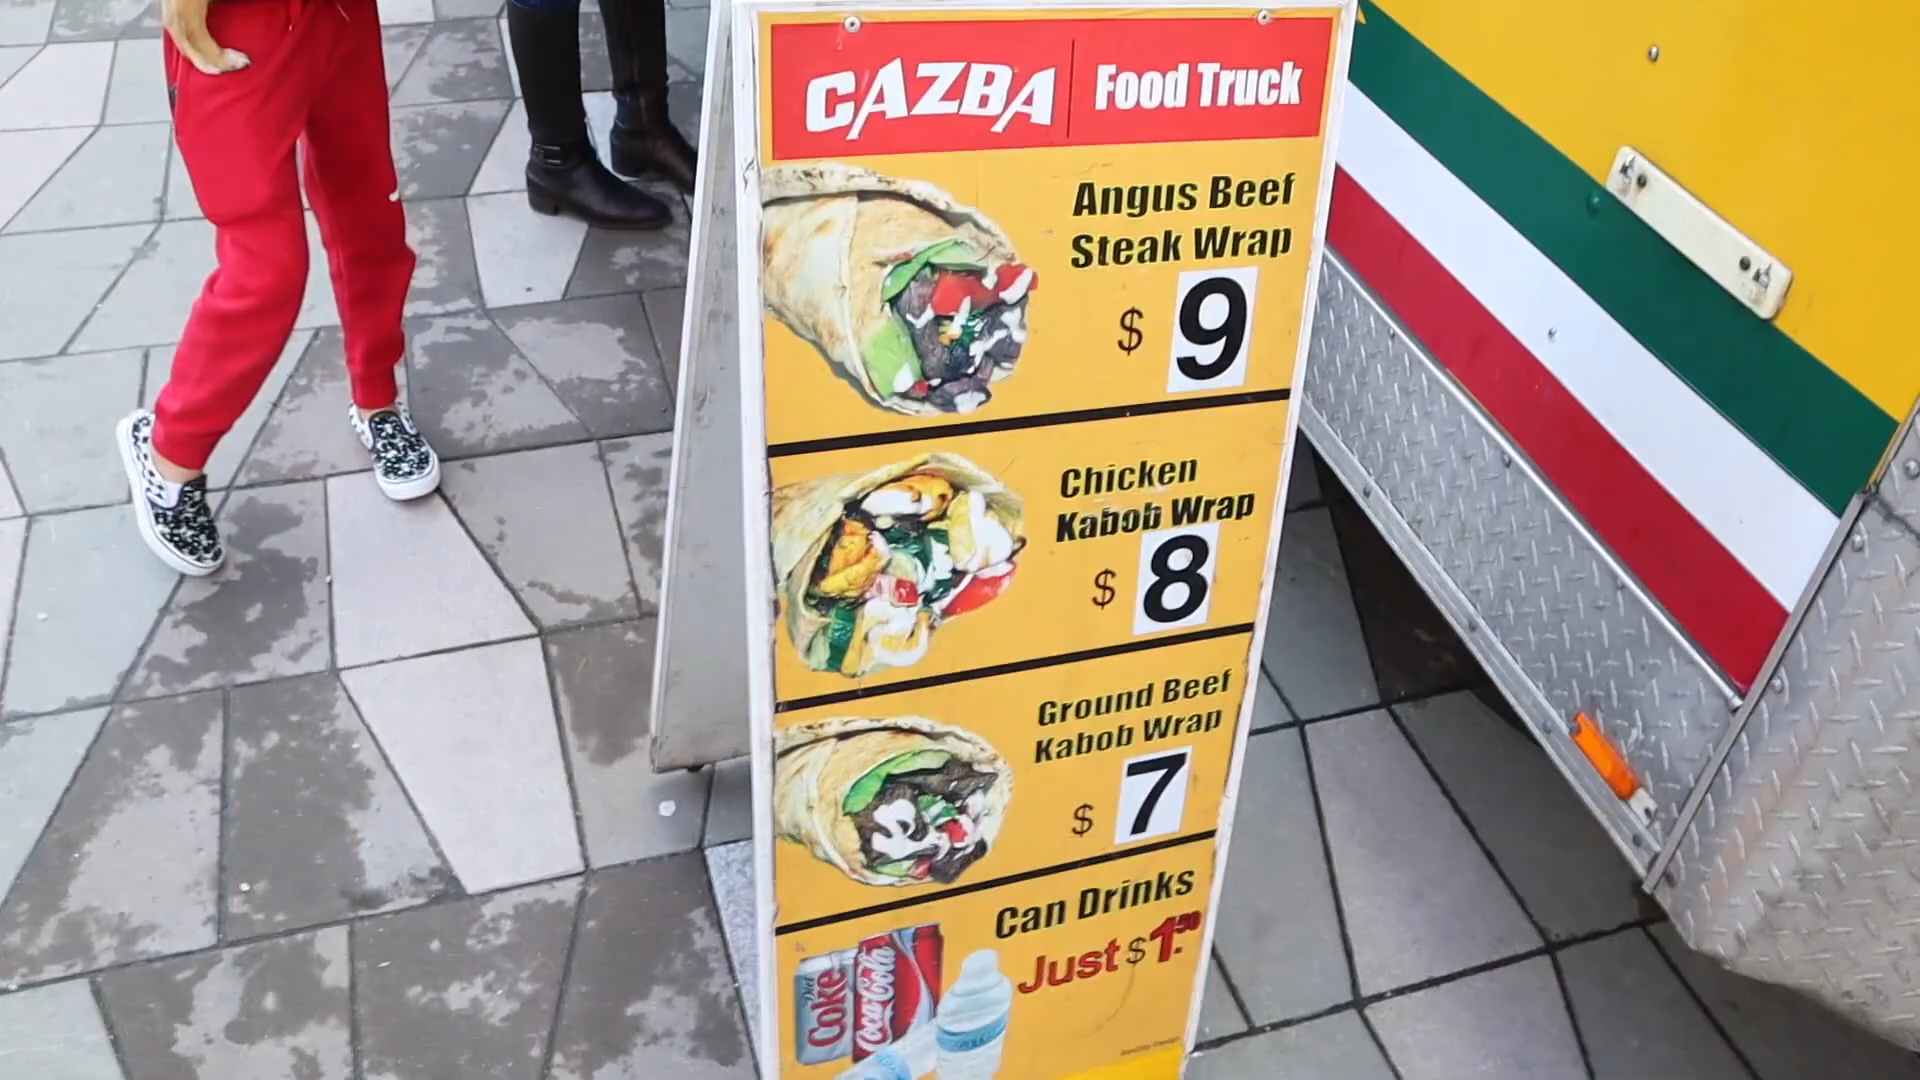 CAZBA Food Truck
Angus Beef
Steak Wrap
$ 9
Chicken
Kabob Wrap
$ 8
Ground Beef
Kabob Wrap
$ 7
Can Drinks
Just $1.50
Diet
Coke
Coca-Cola